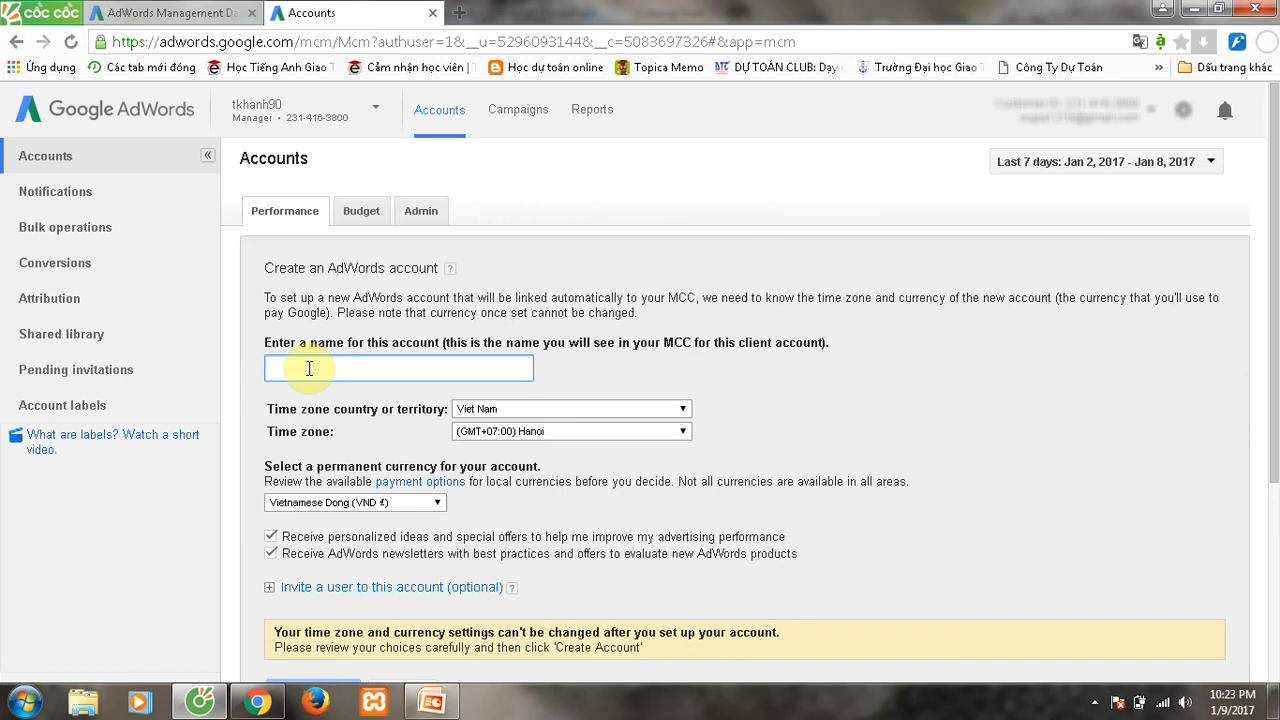 cốc cốc
AdWords Management Da
Accounts
https://adwords.google.com/mcm/Mcm?authuser=1&__u=5296093144&__c=5083697326#&app=mcm
Ứng dụng
Các tab mới đóng
Học Tiếng Anh Giao T
Cảm nhận học viên |
Học dự toán online
Topica Memo
DỰ TOÁN CLUB: Dạy
Trường Đại học Giao T
Công Ty Dự Toán
»
Dấu trang khác
Google AdWords
tkhanh90
Manager • 231-416-3800
Accounts
Campaigns
Reports
Customer ID: 231-416-3800
Accounts
Notifications
Bulk operations
Conversions
Attribution
Shared library
Pending invitations
Account labels
What are labels? Watch a short
video.
Accounts
Last 7 days: Jan 2, 2017 - Jan 8, 2017
Performance
Budget
Admin
Create an AdWords account ?
To set up a new AdWords account that will be linked automatically to your MCC, we need to know the time zone and currency of the new account (the currency that you'll use to
pay Google). Please note that currency once set cannot be changed.
Enter a name for this account (this is the name you will see in your MCC for this client account).
Time zone country or territory: Viet Nam
Time zone: (GMT+07:00) Hanoi
Select a permanent currency for your account.
Review the available payment options for local currencies before you decide. Not all currencies are available in all areas.
Vietnamese Dong (VND ₫)
Receive personalized ideas and special offers to help me improve my advertising performance
Receive AdWords newsletters with best practices and offers to evaluate new AdWords products
Invite a user to this account (optional) ?
Your time zone and currency settings can't be changed after you set up your account.
Please review your choices carefully and then click 'Create Account'
10:23 PM
1/9/2017